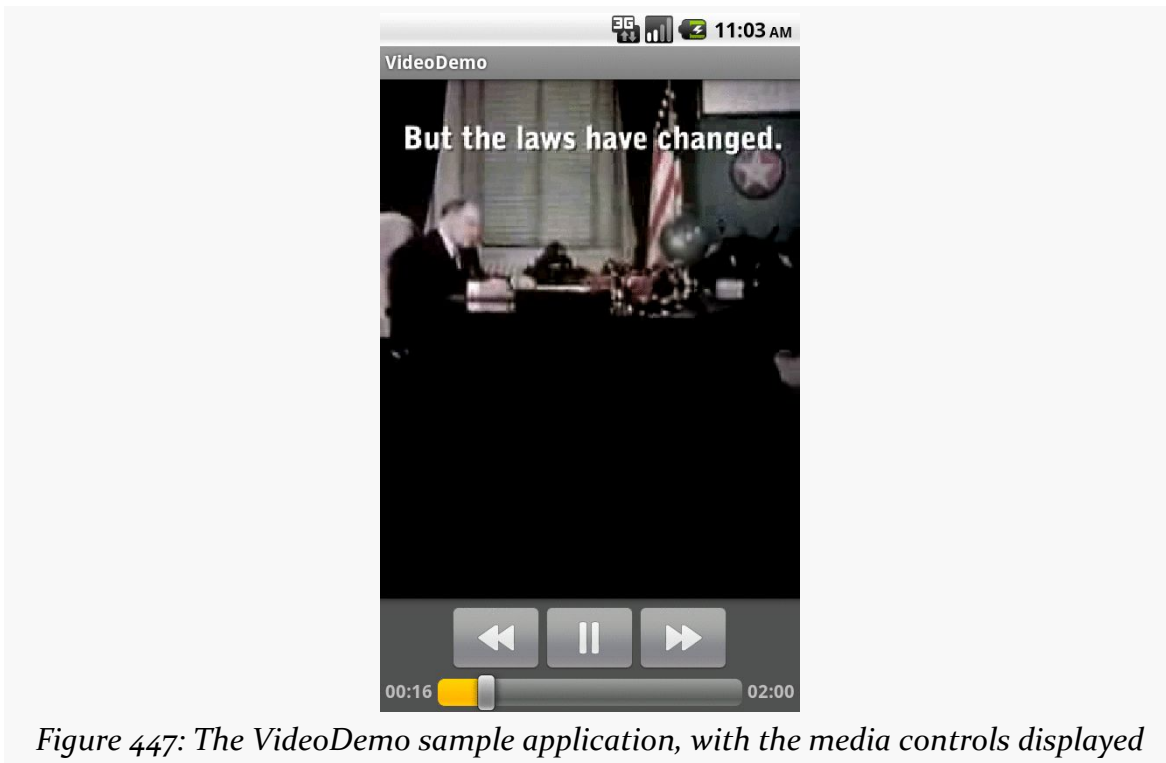 3G 11:03 AM
VideoDemo
But the laws have changed.
00:16 02:00
Figure 447: The VideoDemo sample application, with the media controls displayed